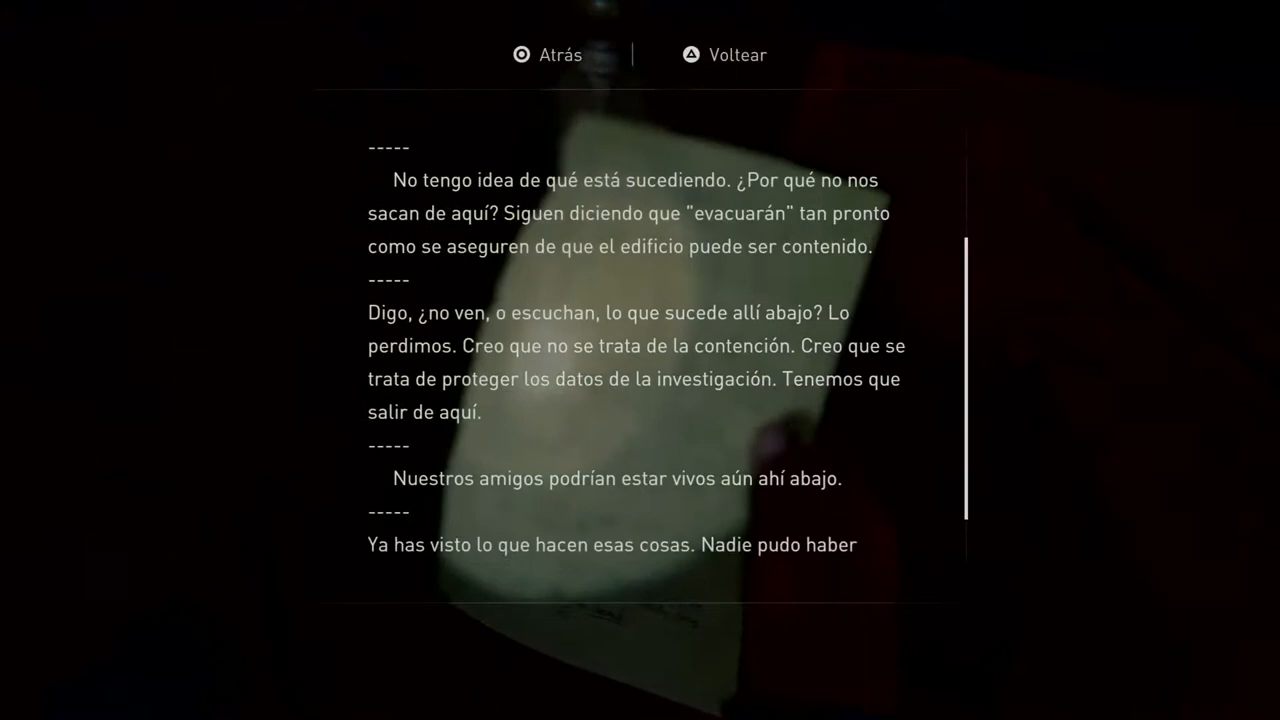 Atrás | Voltear
-----
No tengo idea de qué está sucediendo. ¿Por qué no nos
sacan de aquí? Siguen diciendo que "evacuarán" tan pronto
como se aseguren de que el edificio puede ser contenido.
-----
Digo, ¿no ven, o escuchan, lo que sucede allí abajo? Lo
perdimos. Creo que no se trata de la contención. Creo que se
trata de proteger los datos de la investigación. Tenemos que
salir de aquí.
-----
Nuestros amigos podrían estar vivos aún ahí abajo.
-----
Ya has visto lo que hacen esas cosas. Nadie pudo haber